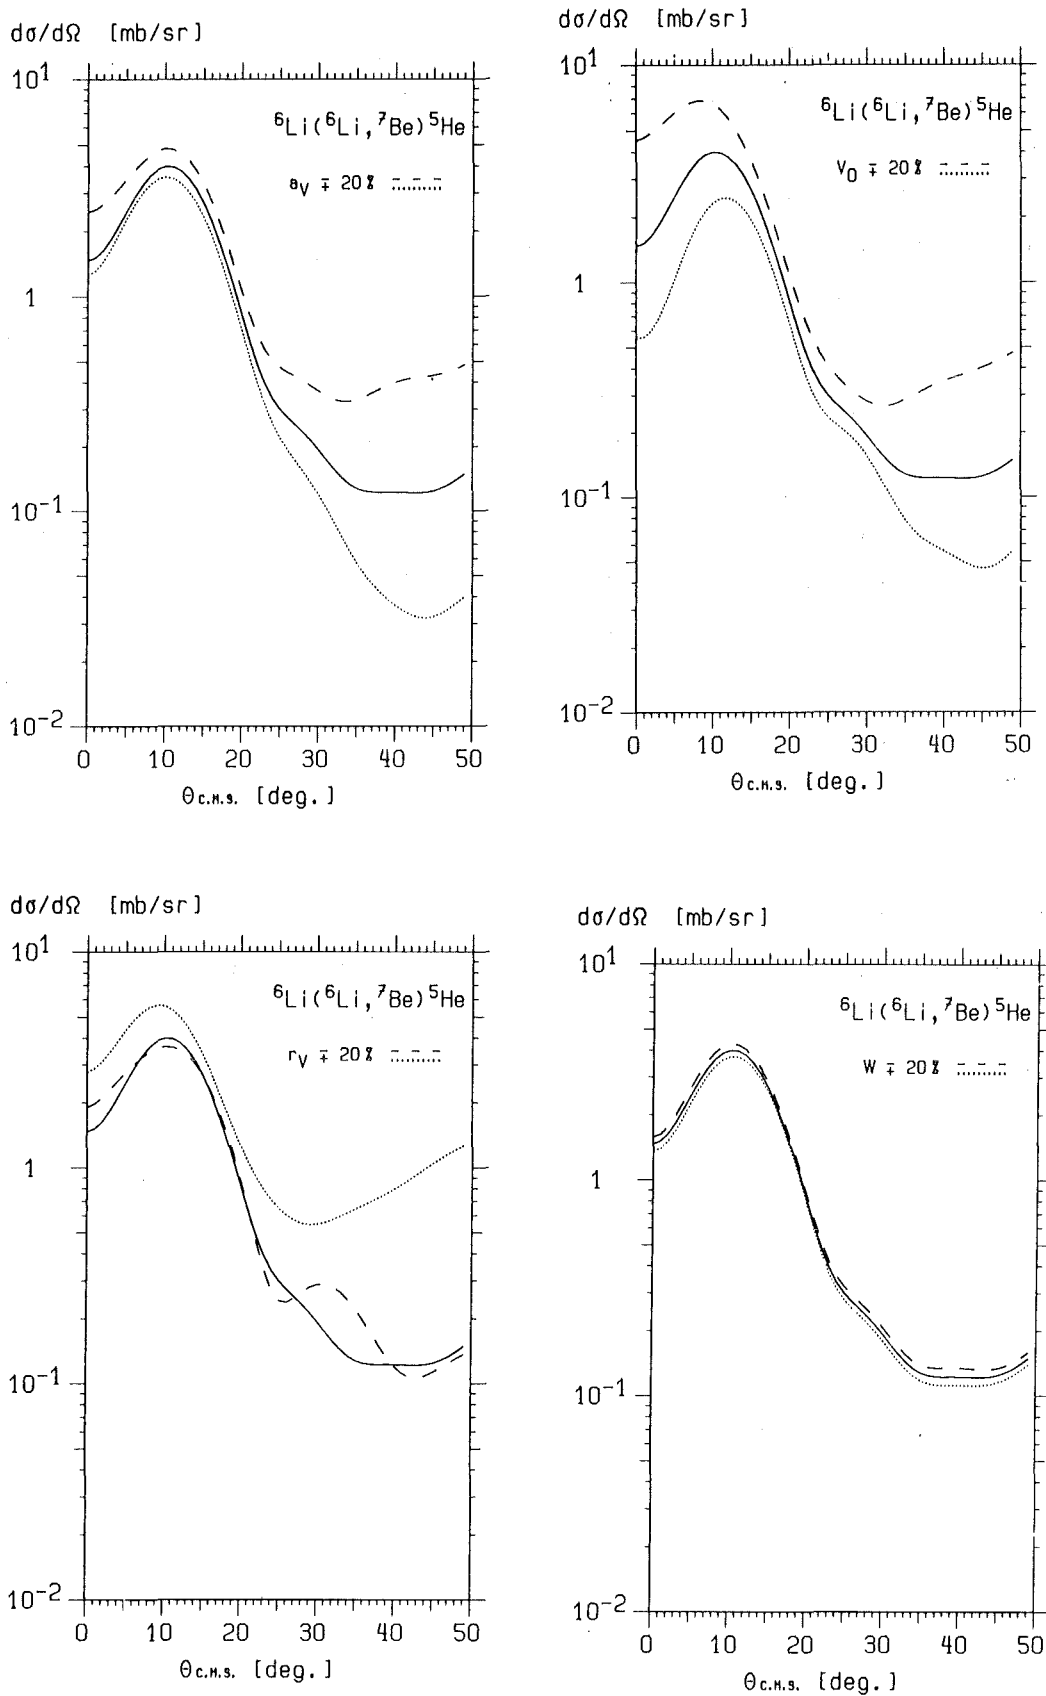 dσ/dΩ [mb/sr]
10¹
⁶Li(⁶Li,⁷Be)⁵He
a_V ∓ 20%
1
10⁻¹
10⁻²
0 10 20 30 40 50
Θc.m.s. [deg.]
dσ/dΩ [mb/sr]
10¹
⁶Li(⁶Li,⁷Be)⁵He
V₀ ∓ 20%
1
10⁻¹
10⁻²
0 10 20 30 40 50
Θc.m.s. [deg.]
dσ/dΩ [mb/sr]
10¹
⁶Li(⁶Li,⁷Be)⁵He
r_V ∓ 20%
1
10⁻¹
10⁻²
0 10 20 30 40 50
Θc.m.s. [deg.]
dσ/dΩ [mb/sr]
10¹
⁶Li(⁶Li,⁷Be)⁵He
W ∓ 20%
1
10⁻¹
10⁻²
0 10 20 30 40 50
Θc.m.s. [deg.]